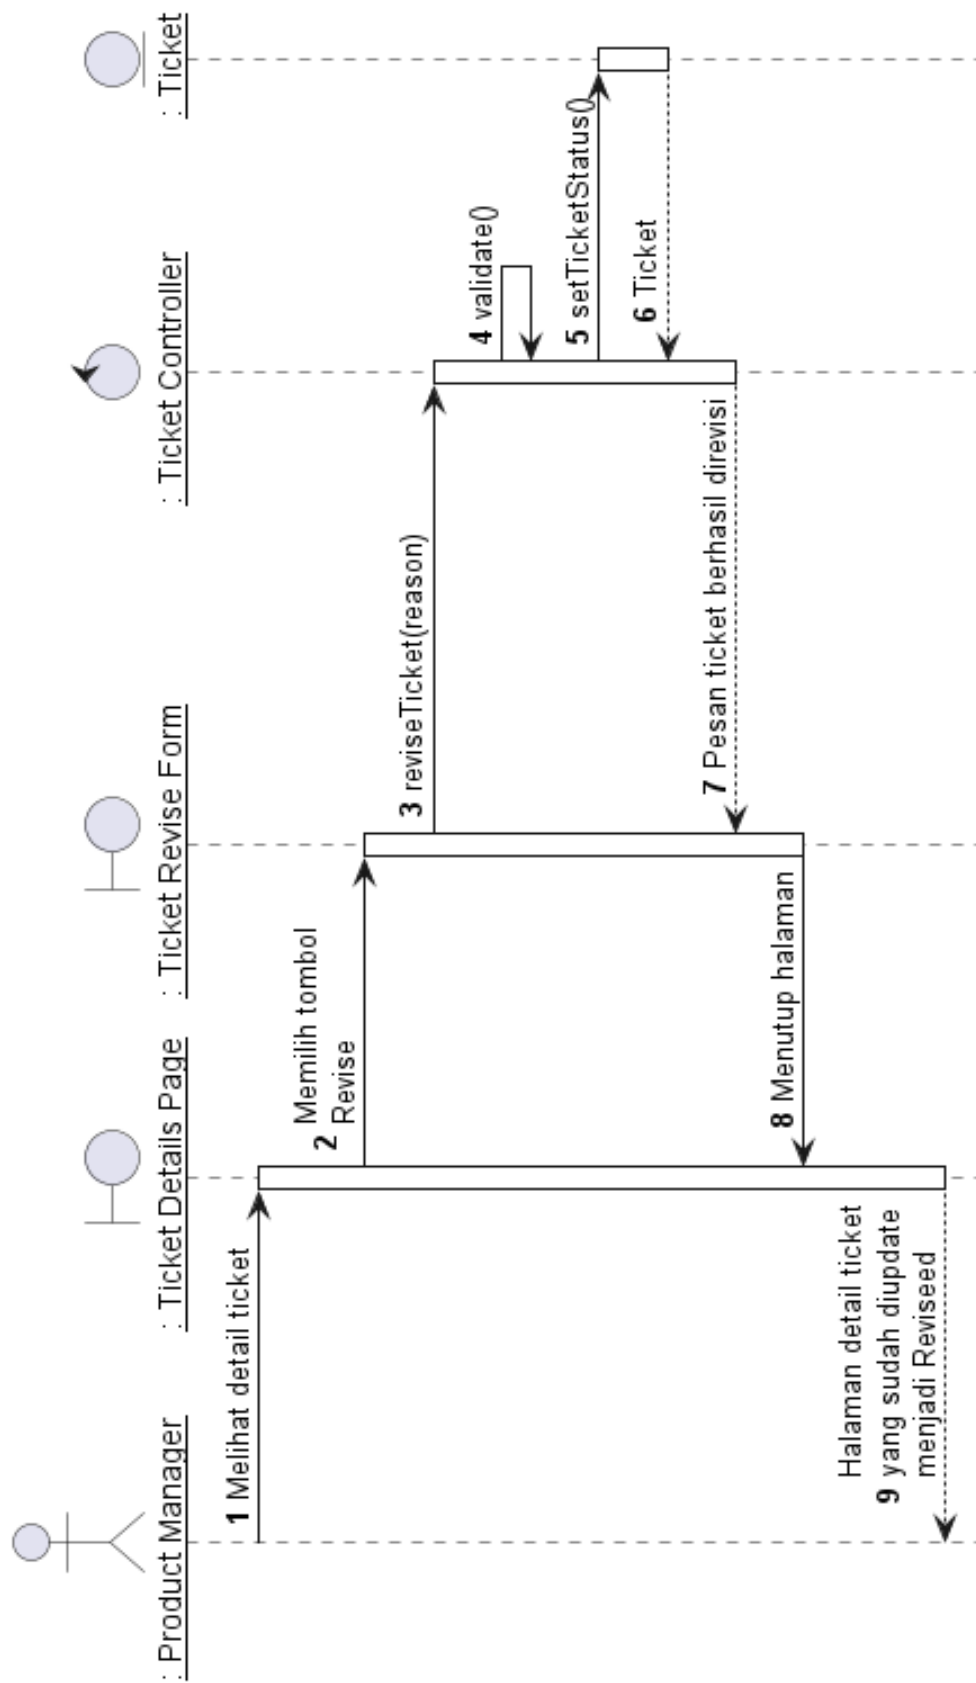 : Product Manager
: Ticket Details Page
: Ticket Revise Form
: Ticket Controller
: Ticket
1 Melihat detail ticket
2 Memilih tombol
Revise
3 reviseTicket(reason)
4 validate()
5 setTicketStatus()
6 Ticket
7 Pesan ticket berhasil direvisi
8 Menutup halaman
Halaman detail ticket
9 yang sudah diupdate
menjadi Reviseed